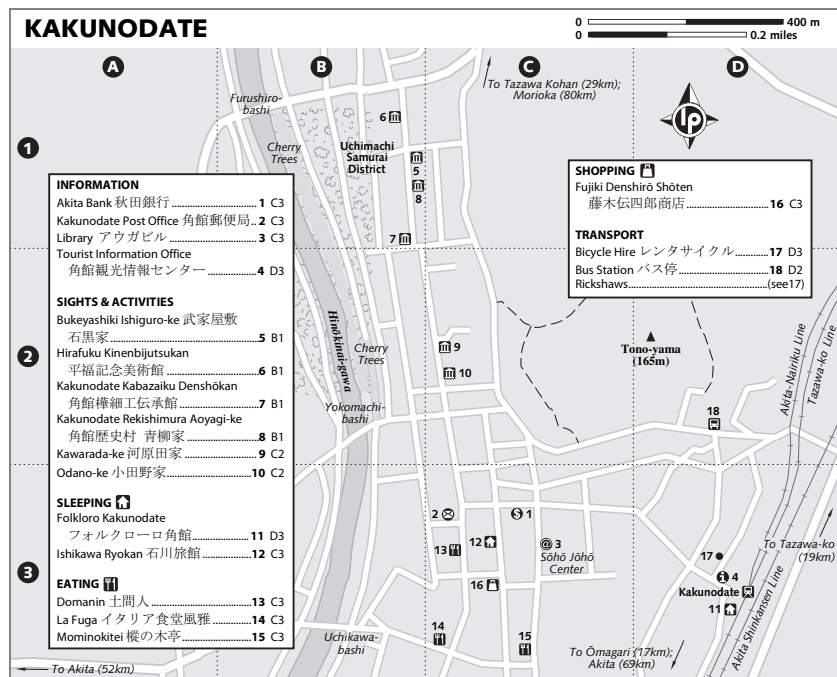 KAKUNODATE
0 400 m
0 0.2 miles
A
B
C
D
1
2
3
To Tazawa Kohan (29km);
Morioka (80km)
Furushiro-
bashi
Cherry
Trees
Uchimachi
Samurai
District
6
5
8
7
lp
INFORMATION
Akita Bank 秋田銀行 1 C3
Kakunodate Post Office 角館郵便局 2 C3
Library アウガビル 3 C3
Tourist Information Office
角館観光情報センター 4 D3
SIGHTS & ACTIVITIES
Bukeyashiki Ishiguro-ke 武家屋敷
石黒家 5 B1
Hirafuku Kinenbijutsukan
平福記念美術館 6 B1
Kakunodate Kabazaiku Denshōkan
角館樺細工伝承館 7 B1
Kakunodate Rekishimura Aoyagi-ke
角館歴史村 青柳家 8 B1
Kawarada-ke 河原田家 9 C2
Odano-ke 小田野家 10 C2
SLEEPING
Folkloro Kakunodate
フォルクローロ角館 11 D3
Ishikawa Ryokan 石川旅館 12 C3
EATING
Domanin 土間人 13 C3
La Fuga イタリア食堂風雅 14 C3
Mominokitei 樅の木亭 15 C3
SHOPPING
Fujiki Denshirō Shōten
藤木伝四郎商店 16 C3
TRANSPORT
Bicycle Hire レンタサイクル 17 D3
Bus Station バス停 18 D2
Rickshaws (see17)
Hinokinai-gawa
Cherry
Trees
Yokomachi-
bashi
9
10
Tono-yama
(165m)
Akita-Nairiku Line
Tazawa-ko Line
18
2
$ 1
12
@ 3
13
Sōhō Jōhō
Center
16
To Tazawa-ko
(19km)
17
i 4
Kakunodate
11
14
15
Uchikawa-
bashi
To Ōmagari (17km);
Akita (69km)
Akita Shinkansen Line
To Akita (52km)